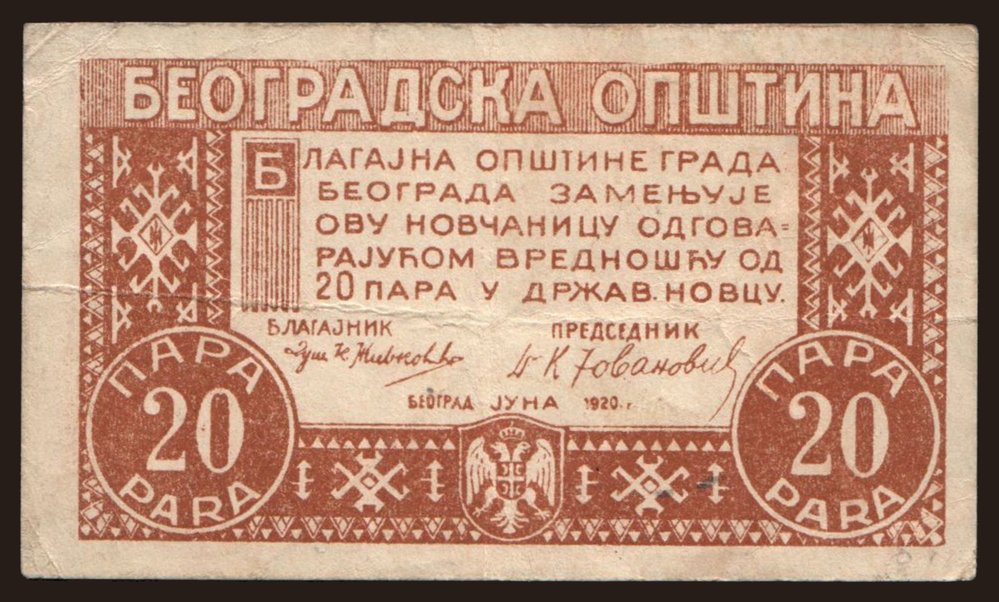 БЕОГРАДСКА ОПШТИНА
БЛАГАЈНА ОПШТИНЕ ГРАДА
БЕОГРАДА ЗАМЕЊУЈЕ
ОВУ НОВЧАНИЦУ ОДГОВА=
РАЈУЋОМ ВРЕДНОШЋУ ОД
20 ПАРА У ДРЖАВ. НОВЦУ.
БЛАГАЈНИК
ПРЕДСЕДНИК
К. Живковић
К Јовановић
БЕОГРАД ЈУНА 1920. г.
ПАРА
20
PARA
ПАРА
20
PARA